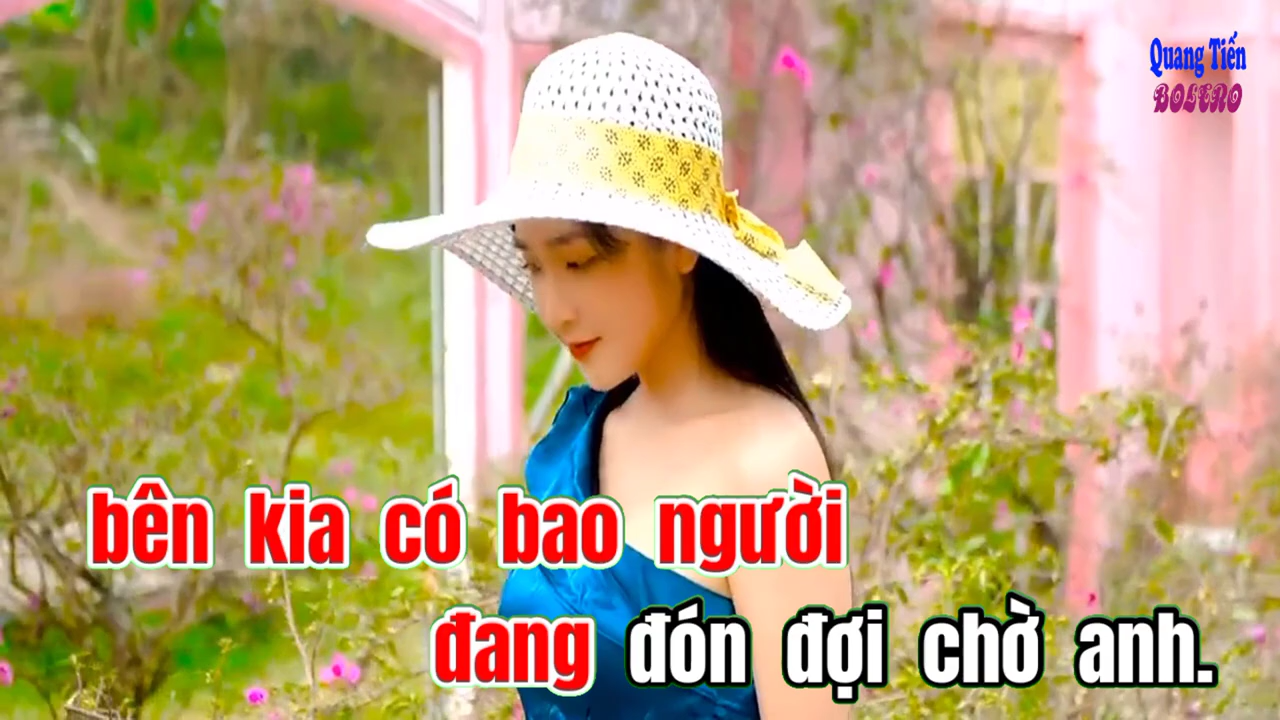 Quang Tiến
BOLERO
bên kia có bao người
đang đón đợi chờ anh.